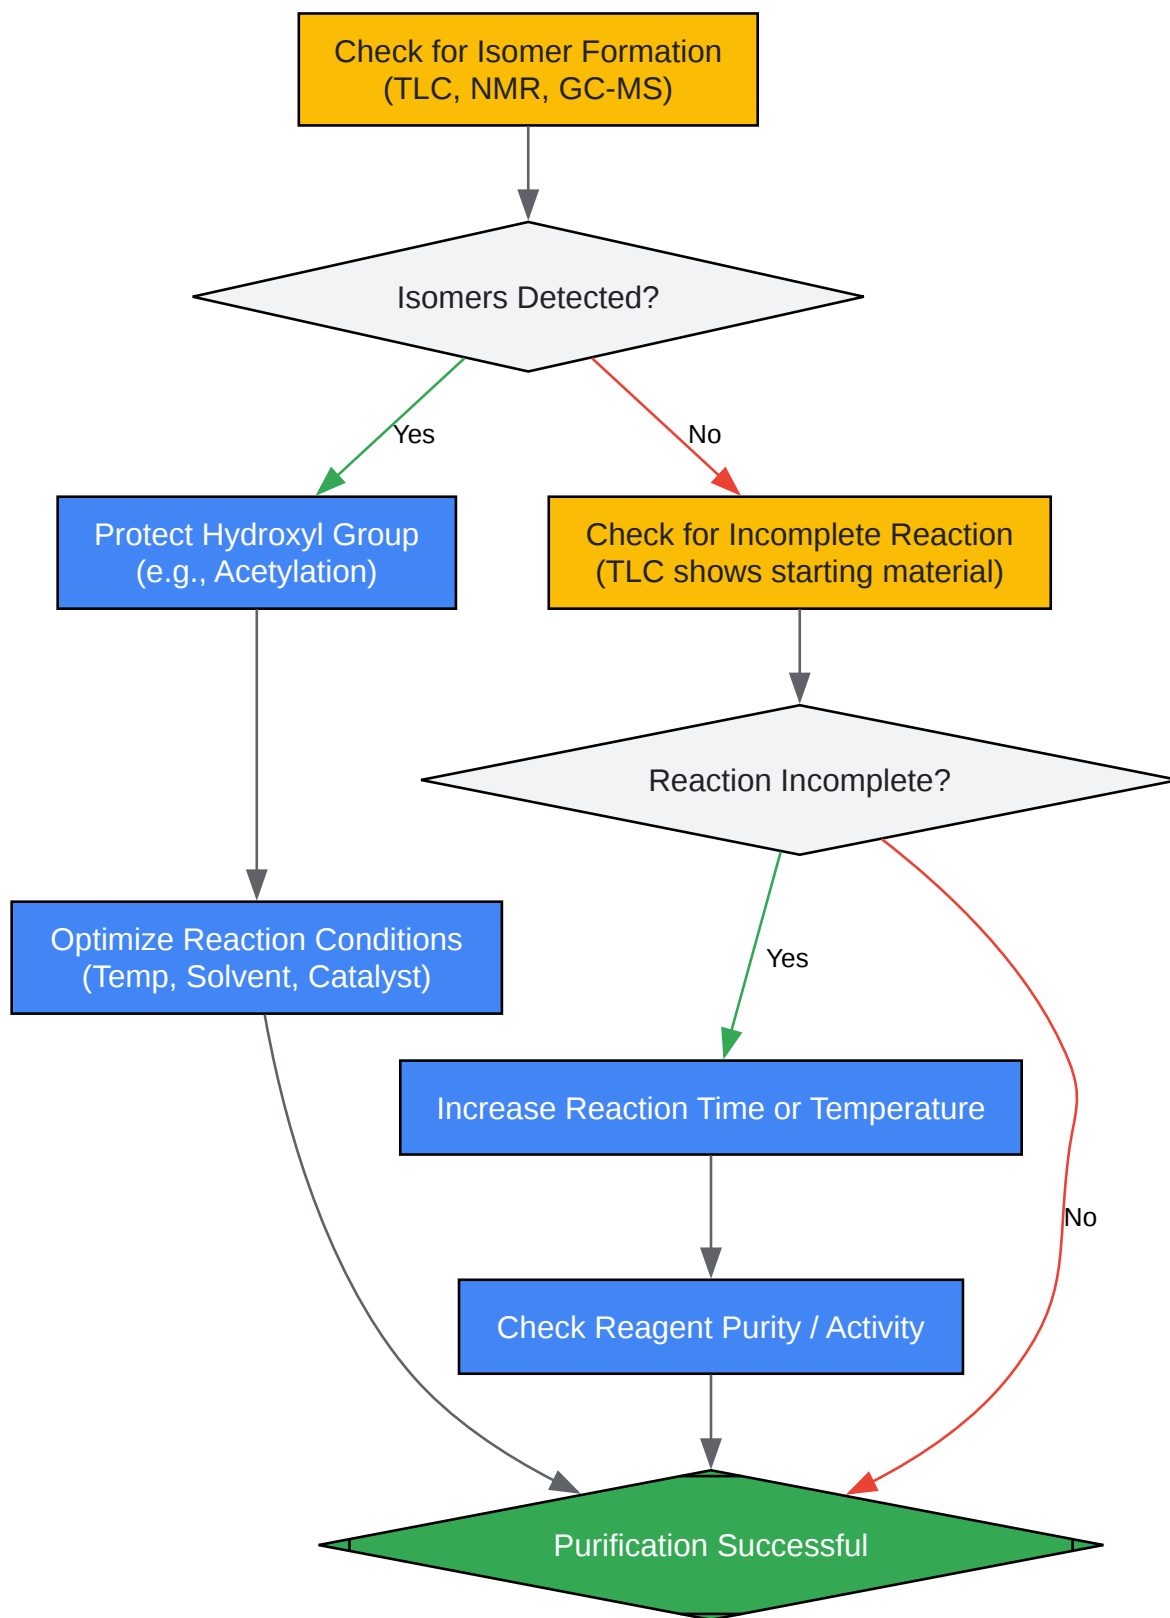 Check for Isomer Formation
(TLC, NMR, GC-MS)
Isomers Detected?
Yes
No
Protect Hydroxyl Group
(e.g., Acetylation)
Check for Incomplete Reaction
(TLC shows starting material)
Reaction Incomplete?
Optimize Reaction Conditions
(Temp, Solvent, Catalyst)
Yes
Increase Reaction Time or Temperature
No
Check Reagent Purity / Activity
Purification Successful